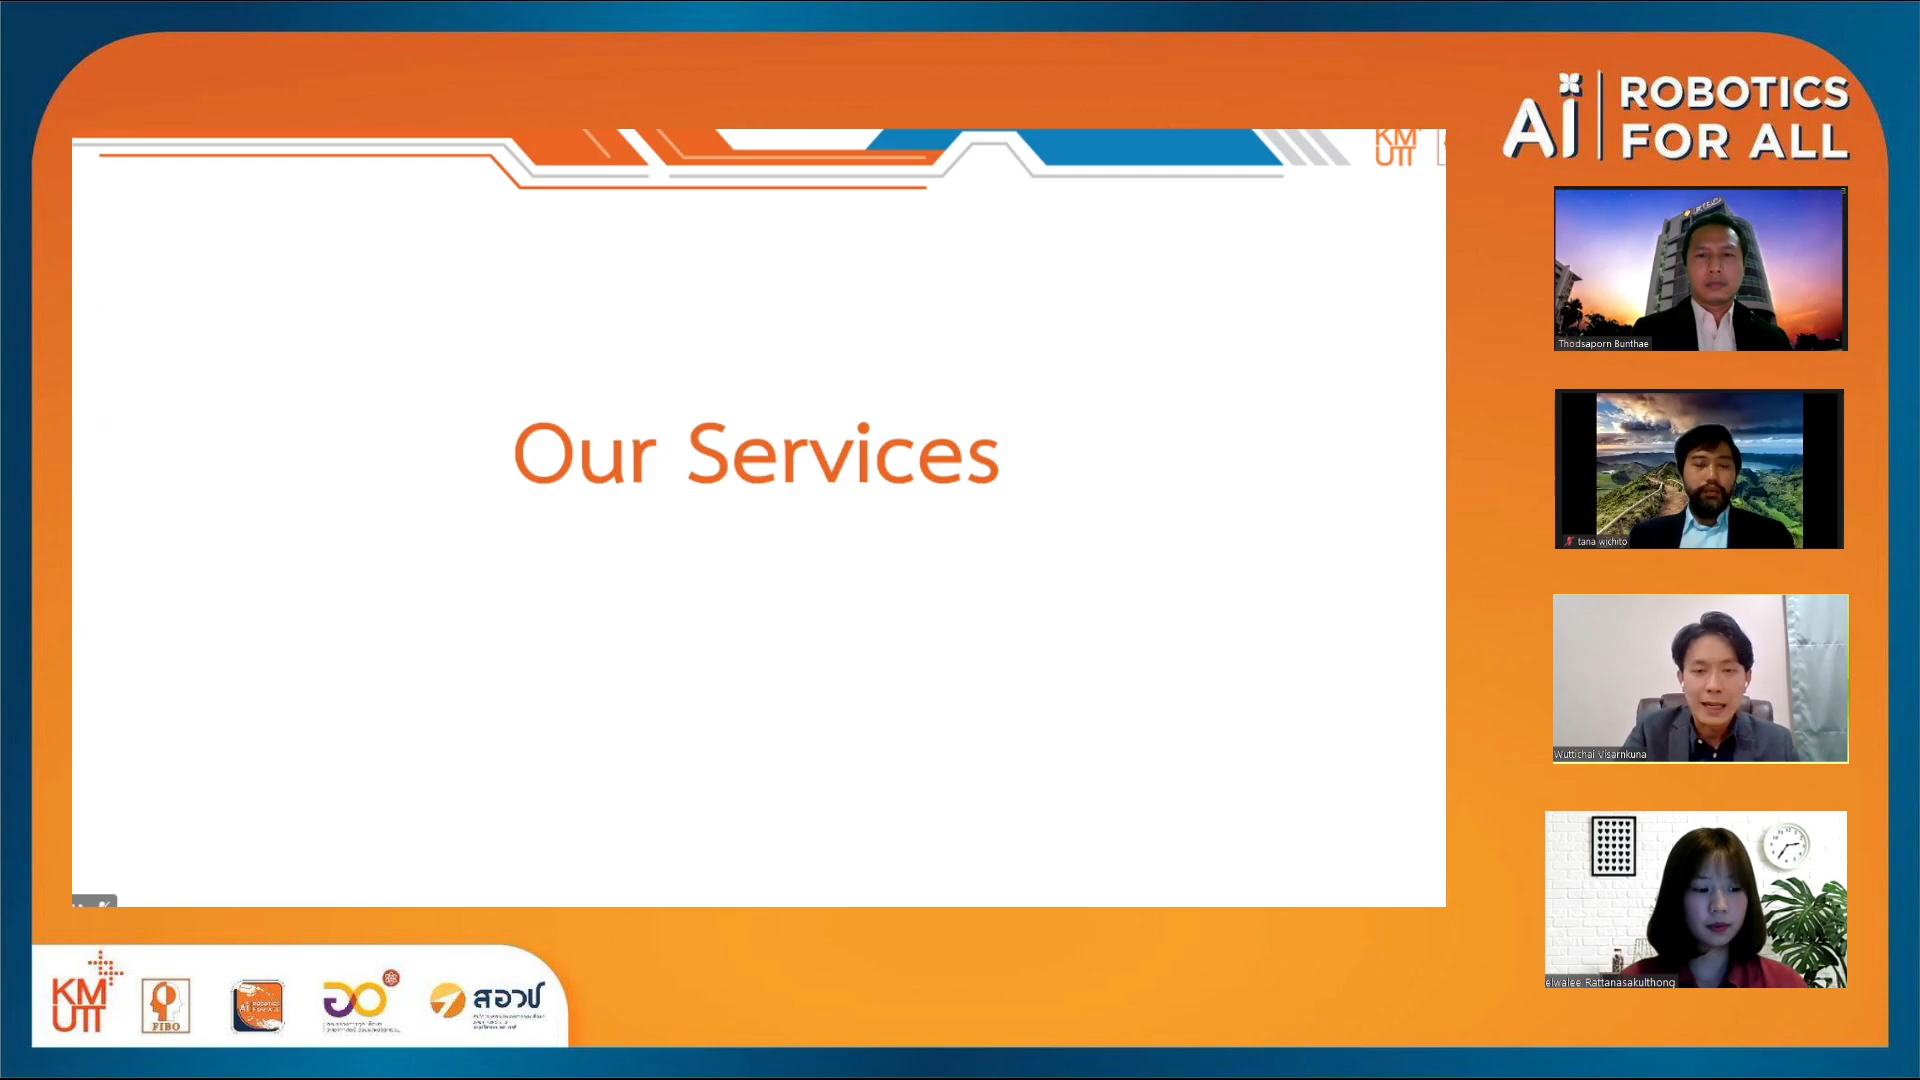 Ai ROBOTICS
FOR ALL
KM
UTT
Our Services
Thodsaporn Bunthae
tana wichito
Wuttichai Visarnkuna
elwalee Rattanasakulthong
KM
UTT
FIBO
สอวช